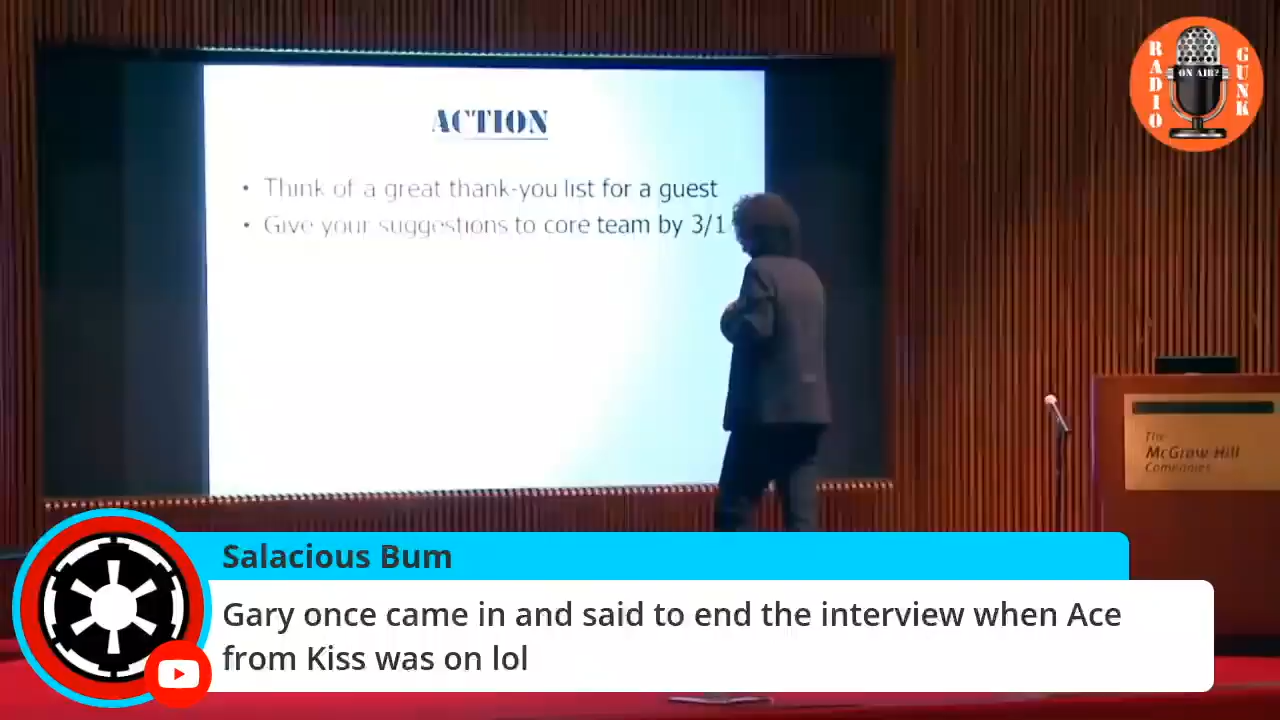 ACTION
• Think of a great thank-you list for a guest
• Give your suggestions to core team by 3/1
RADIO
GUNK
ON AIR?
The
McGraw-Hill
Companies
Salacious Bum
Gary once came in and said to end the interview when Ace
from Kiss was on lol